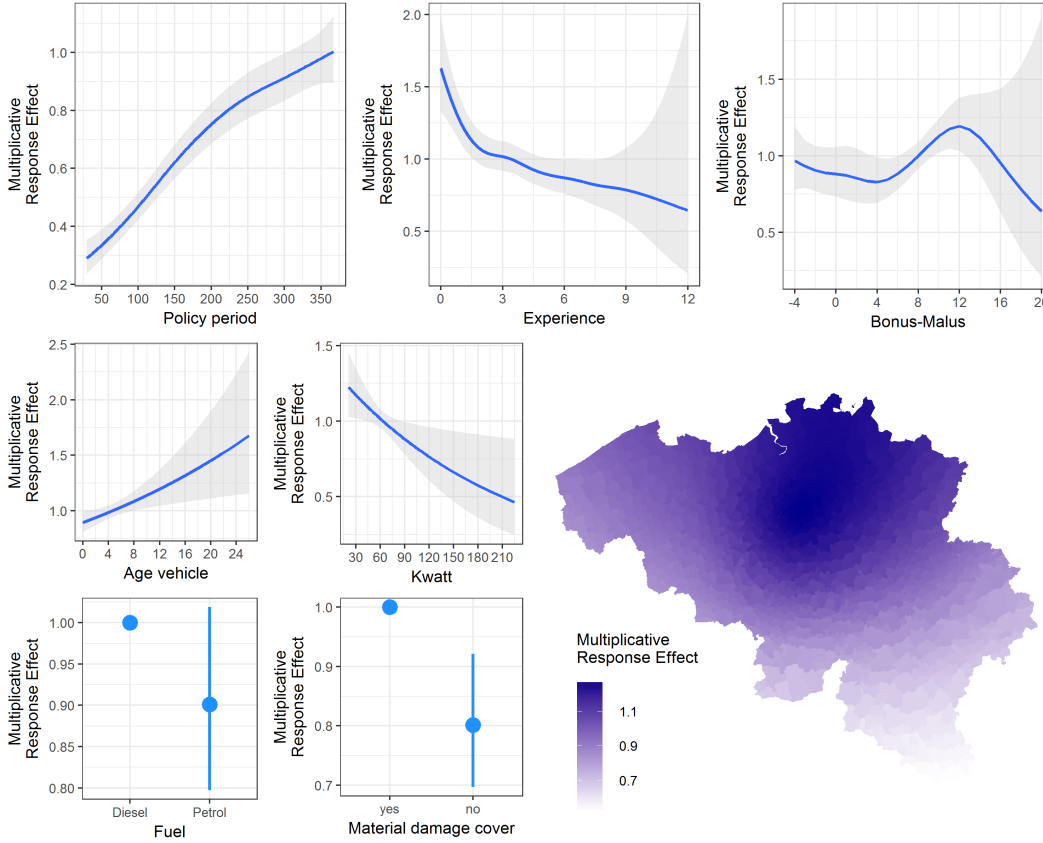 Multiplicative
Response Effect
1.0
0.8
0.6
0.4
0.2
50 100 150 200 250 300 350
Policy period
Multiplicative
Response Effect
2.0
1.5
1.0
0.5
0 3 6 9 12
Experience
Multiplicative
Response Effect
1.5
1.0
0.5
-4 0 4 8 12 16 20
Bonus-Malus
Multiplicative
Response Effect
2.5
2.0
1.5
1.0
0 4 8 12 16 20 24
Age vehicle
Multiplicative
Response Effect
1.5
1.0
0.5
30 60 90 120 150 180 210
Kwatt
Multiplicative
Response Effect
1.00
0.95
0.90
0.85
0.80
Diesel Petrol
Fuel
Multiplicative
Response Effect
1.0
0.9
0.8
0.7
yes no
Material damage cover
Multiplicative
Response Effect
1.1
0.9
0.7